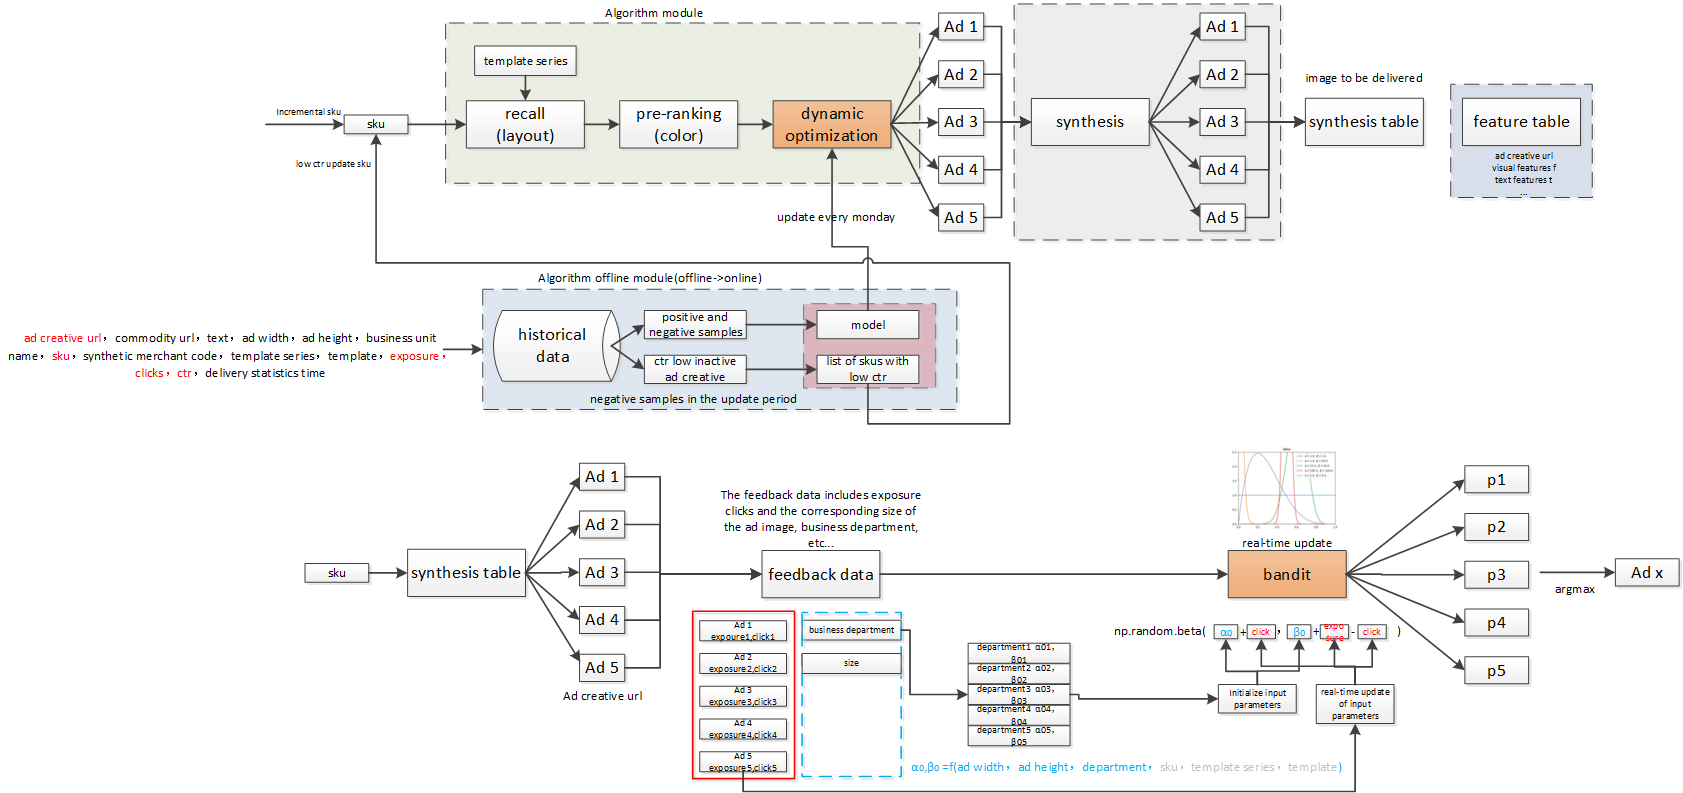 Algorithm module
template series
Incremental sku
sku
low ctr update sku
recall
(layout)
pre-ranking
(color)
dynamic
optimization
Ad 1
Ad 2
Ad 3
Ad 4
Ad 5
synthesis
Ad 1
Ad 2
Ad 3
Ad 4
Ad 5
image to be delivered
synthesis table
feature table
ad creative url
visual features f
text features t
...
update every monday
Algorithm offline module(offline->online)
ad creative url，commodity url，text，ad width，ad height，business unit
name，sku，synthetic merchant code，template series，template，exposure，
clicks，ctr，delivery statistics time
historical
data
positive and
negative samples
ctr low inactive
ad creative
model
list of skus with
low ctr
negative samples in the update period
sku
synthesis table
Ad 1
Ad 2
Ad 3
Ad 4
Ad 5
Ad creative url
The feedback data includes exposure
clicks and the corresponding size of
the ad image, business department,
etc...
feedback data
real-time update
bandit
p1
p2
p3
p4
p5
argmax
Ad x
Ad 1
expoure1,click1
Ad 2
exposure2,click2
Ad 3
exposure3,click3
Ad 4
exposure4,click4
Ad 5
exposure5,click5
business department
size
department1 α01，
β01
department2 α02，
β02
department3 α03，
β03
department4 α04，
β04
department5 α05，
β05
np.random.beta( α0 + click ， β0 + expo
sure - click )
Initialize input
parameters
real-time update
of input
parameters
α0,β0 =f(ad width，ad height，department，sku，template series，template)